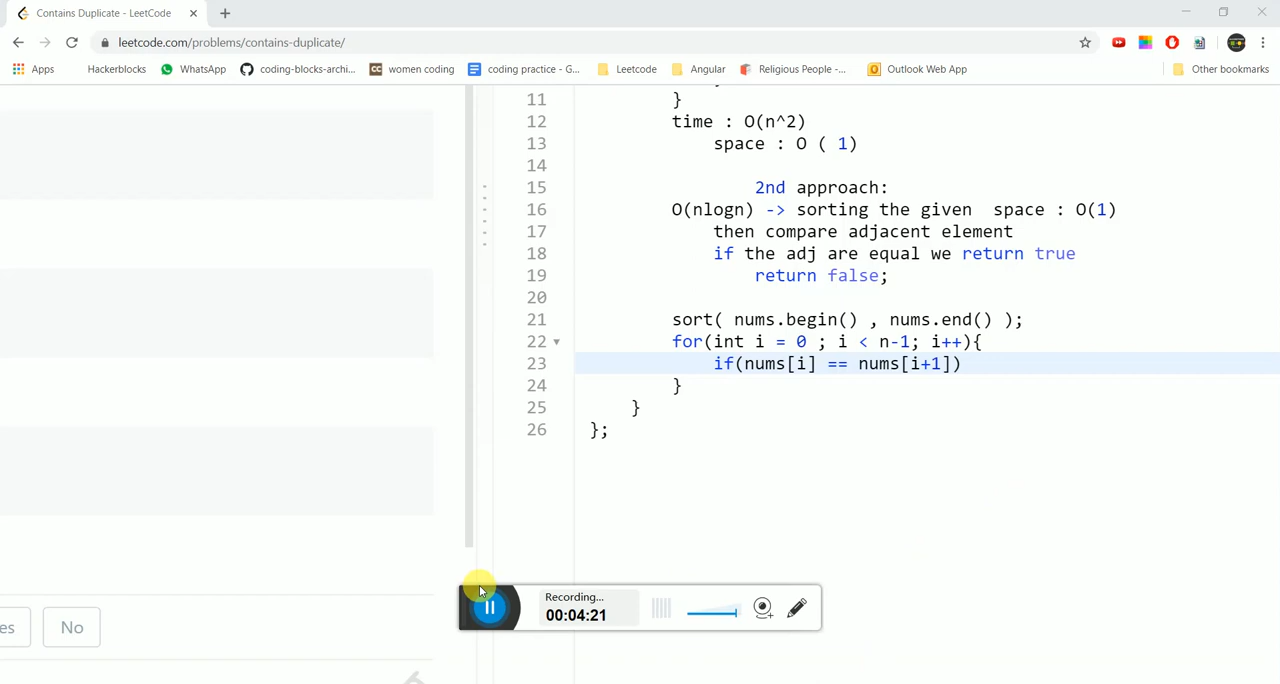 Contains Duplicate - LeetCode
leetcode.com/problems/contains-duplicate/
Apps Hackerblocks WhatsApp coding-blocks-archi... women coding coding practice - G... Leetcode Angular Religious People -... Outlook Web App Other bookmarks
11 }
12 time : O(n^2)
13 space : O ( 1)
14
15 2nd approach:
16 O(nlogn) -> sorting the given space : O(1)
17 then compare adjacent element
18 if the adj are equal we return true
19 return false;
20
21 sort( nums.begin() , nums.end() );
22 for(int i = 0 ; i < n-1; i++){
23 if(nums[i] == nums[i+1])
24 }
25 }
26 };
Recording...
00:04:21
es No